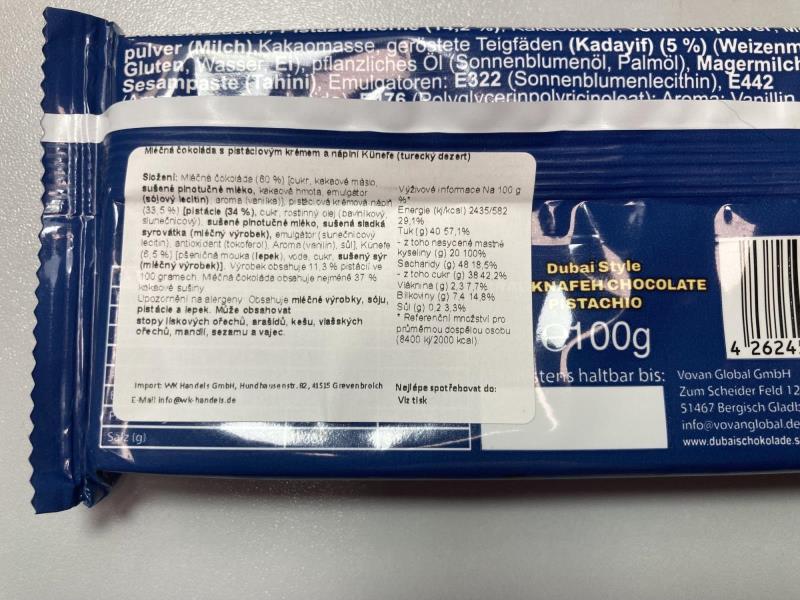 pulver (Milch), Kakaomasse, geröstete Teigfäden (Kadayif) (5 %) (Weizenm
Gluten, Wasser, Ei), pflanzliches Öl (Sonnenblumenöl, Palmöl), Magermilch
Sesampaste (Tahini), Emulgatoren: E322 (Sonnenblumenlecithin), E442
(Polyglycerinpolyricinoleat); Aroma: Vanillin
Mléčná čokoláda s pistáciovým krémem a náplní Künefe (turecký dezert)
Složení: Mléčná čokoláda (60 %) [cukr, kakaové máslo,
sušené plnotučné mléko, kakaová hmota, emulgátor
(sójový lecitin), aroma (vanilka)], pistáciová krémová náplň
(33,5 %) [pistácie (34 %), cukr, rostlinný olej (bavlníkový,
slunečnicový), sušené plnotučné mléko, sušená sladká
syrovátka (mléčný výrobek), emulgátor (slunečnicový
lecitin), antioxidant (tokoferol), Aroma (vanilin), sůl], Künefe
(6,5 %) [pšeničná mouka (lepek), voda, cukr, sušený sýr
(mléčný výrobek)]. Výrobek obsahuje 11,3 % pistácií ve
100 gramech. Mléčná čokoláda obsahuje nejméně 37 %
kakaové sušiny.
Upozornění na alergeny: Obsahuje mléčné výrobky, sóju,
pistácie a lepek. Může obsahovat
stopy lískových ořechů, arašídů, kešu, vlašských
ořechů, mandlí, sezamu a vajec.
Výživové informace Na 100 g
%*
Energie (kj/kcal) 2435/582
29,1%
Tuk (g) 40 57,1%
- z toho nasycené mastné
kyseliny (g) 20 100%
Sacharidy (g) 48 18,5%
- z toho cukr (g) 38 42,2%
Vláknina (g) 2,3 7,7%
Bílkoviny (g) 7,4 14,8%
Sůl (g) 0,2 3,3%
* Referenční množství pro
průměrnou dospělou osobu
(8400 kj/2000 kcal).
Import: WK Handels GmbH, Hundhausenstr. 82, 41515 Grevenbroich
E-Mail info@wk-handels.de
Nejlépe spotřebovat do:
Viz tisk
Salz (g)
Dubai Style
KNAFEH CHOCOLATE
PISTACHIO
100g
stens haltbar bis:
4 26245
Vovan Global GmbH
Zum Scheider Feld 12
51467 Bergisch Gladb
info@vovanglobal.de
www.dubaischokolade.s